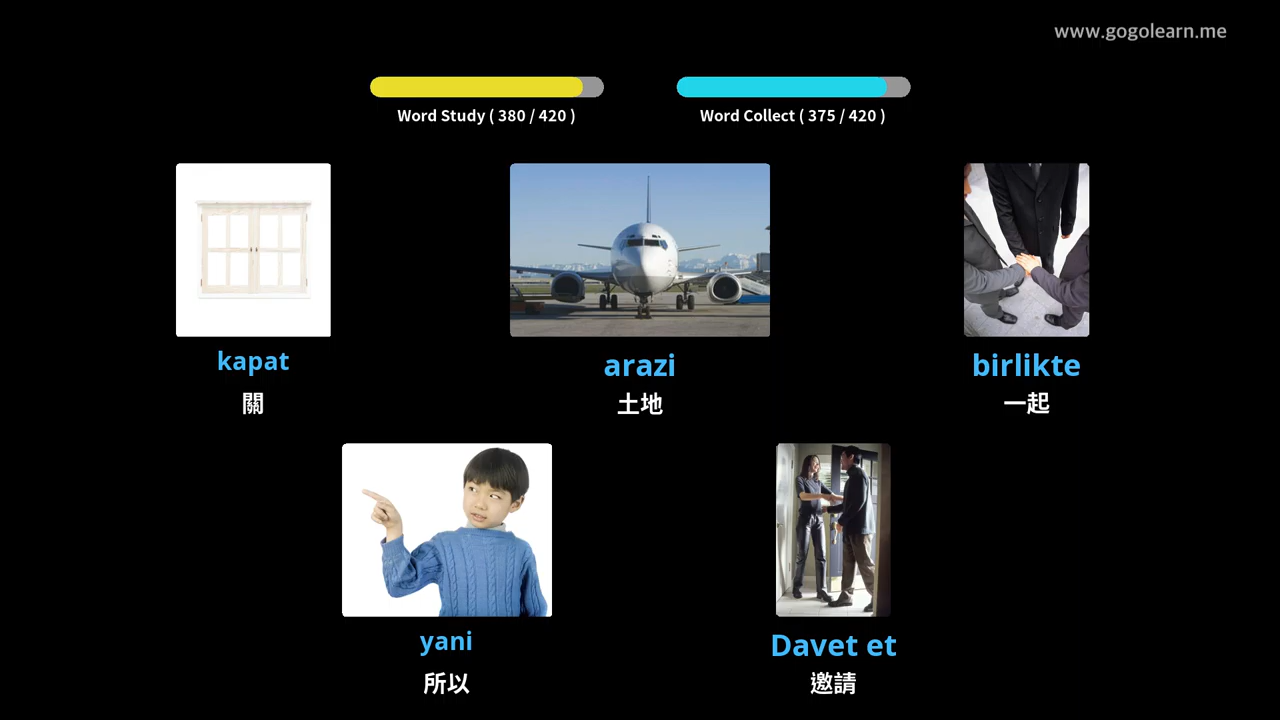 www.gogolearn.me
Word Study ( 380 / 420 )
Word Collect ( 375 / 420 )
kapat
關
arazi
土地
birlikte
一起
yani
所以
Davet et
邀請